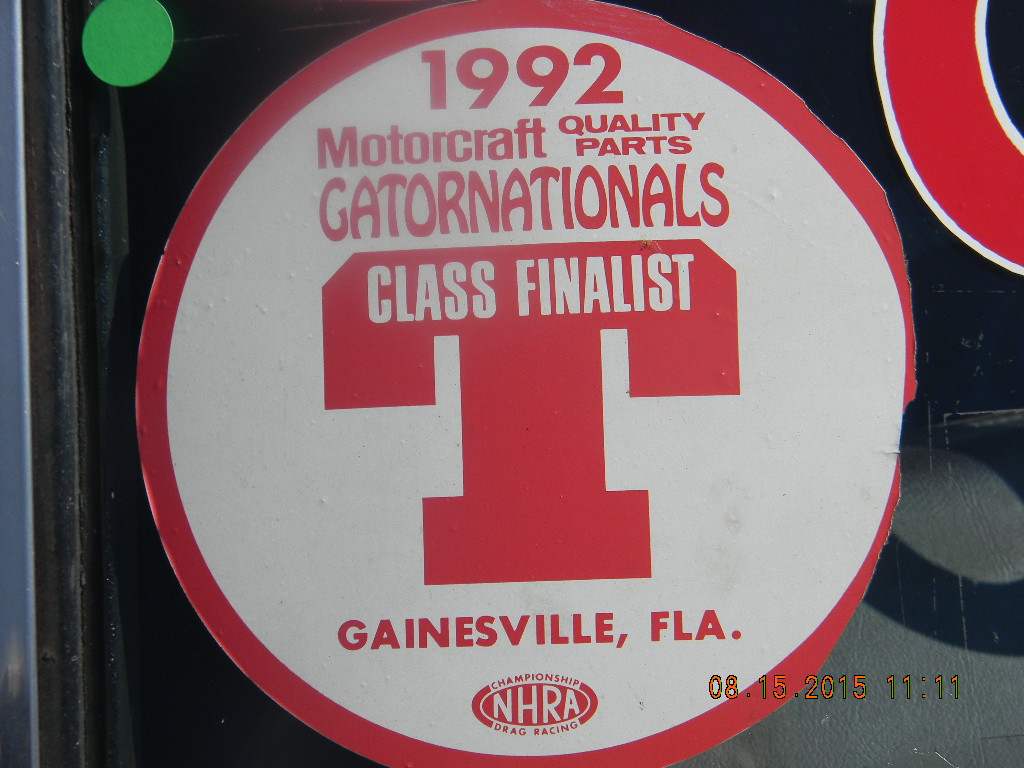 1992
Motorcraft QUALITY PARTS
GATORNATIONALS
CLASS FINALIST
T
GAINESVILLE, FLA.
CHAMPIONSHIP
NHRA
DRAG RACING
08.15.2015 11:11